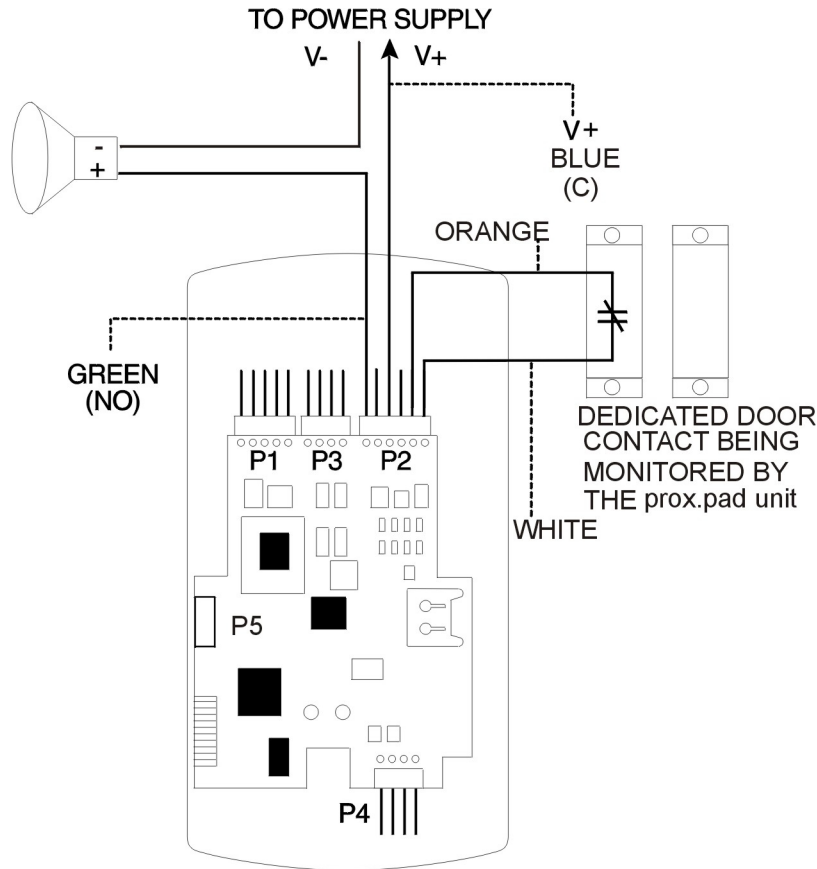 TO POWER SUPPLY
V-
V+
-
+
V+
BLUE
(C)
ORANGE
GREEN
(NO)
DEDICATED DOOR
CONTACT BEING
MONITORED BY
THE prox.pad unit
WHITE
P1
P3
P2
P5
P4